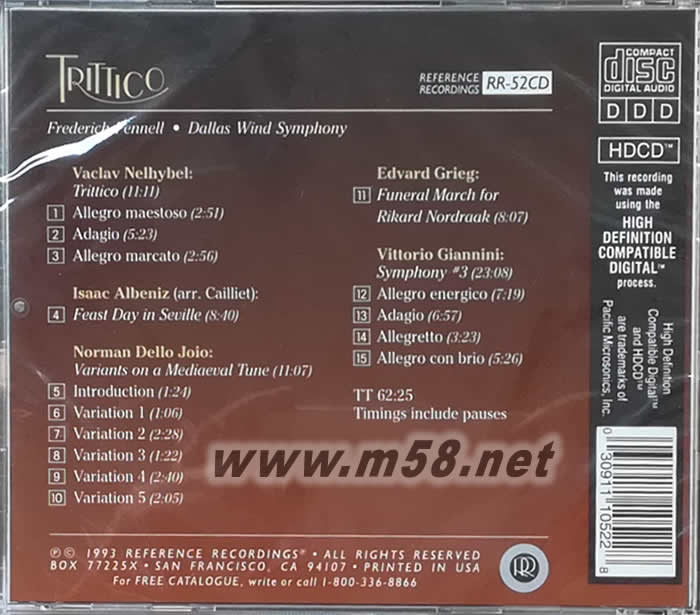 TRITTICO
REFERENCE
RECORDINGS RR-52CD
Frederick Fennell • Dallas Wind Symphony
Vaclav Nelhybel:
Trittico (11:11)
1 Allegro maestoso (2:51)
2 Adagio (5:23)
3 Allegro marcato (2:56)
Isaac Albeniz (arr. Cailliet):
4 Feast Day in Seville (8:40)
Norman Dello Joio:
Variants on a Mediaeval Tune (11:07)
5 Introduction (1:24)
6 Variation 1 (1:06)
7 Variation 2 (2:28)
8 Variation 3 (1:22)
9 Variation 4 (2:40)
10 Variation 5 (2:05)
Edvard Grieg:
11 Funeral March for
Rikard Nordraak (8:07)
Vittorio Giannini:
Symphony #3 (23:08)
12 Allegro energico (7:19)
13 Adagio (6:57)
14 Allegretto (3:23)
15 Allegro con brio (5:26)
TT 62:25
Timings include pauses
www.m58.net
℗ © 1993 REFERENCE RECORDINGS® • ALL RIGHTS RESERVED
BOX 77225X • SAN FRANCISCO, CA 94107 • PRINTED IN USA
For FREE CATALOGUE, write or call 1-800-336-8866
RR
COMPACT
disc
DIGITAL AUDIO
DDD
HDCD™
This recording
was made
using the
HIGH
DEFINITION
COMPATIBLE
DIGITAL™
process.
High Definition
Compatible Digital™
and HDCD™
are trademarks of
Pacific Microsonics, Inc.
0 30911 10522 8